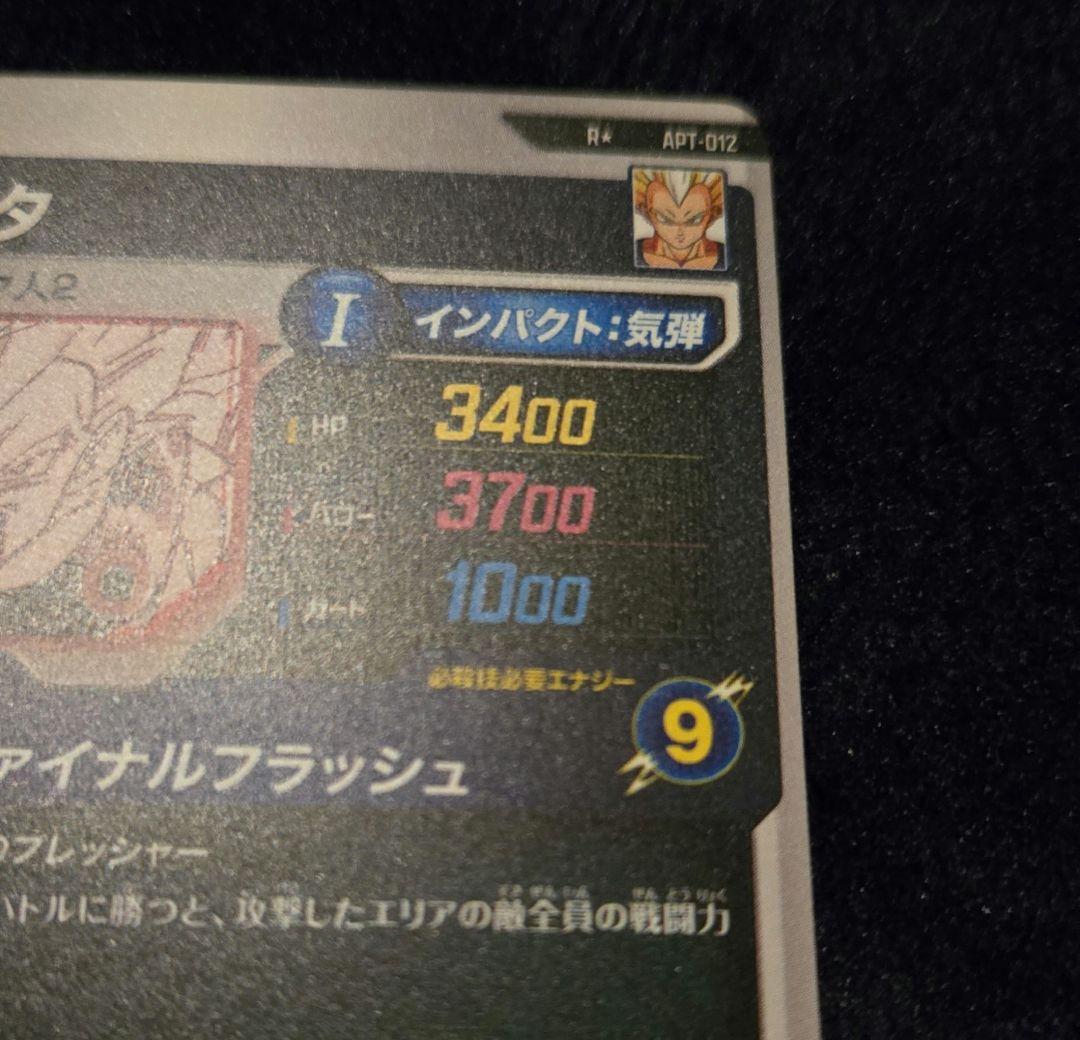 R★ APT-012
タ
ヤ人2
I インパクト:気弾
HP 3400
パワー 3700
ガード 1000
必殺技必要エナジー
9
ァイナルフラッシュ
のプレッシャー
バトルに勝つと、攻撃したエリアの敵全員の戦闘力